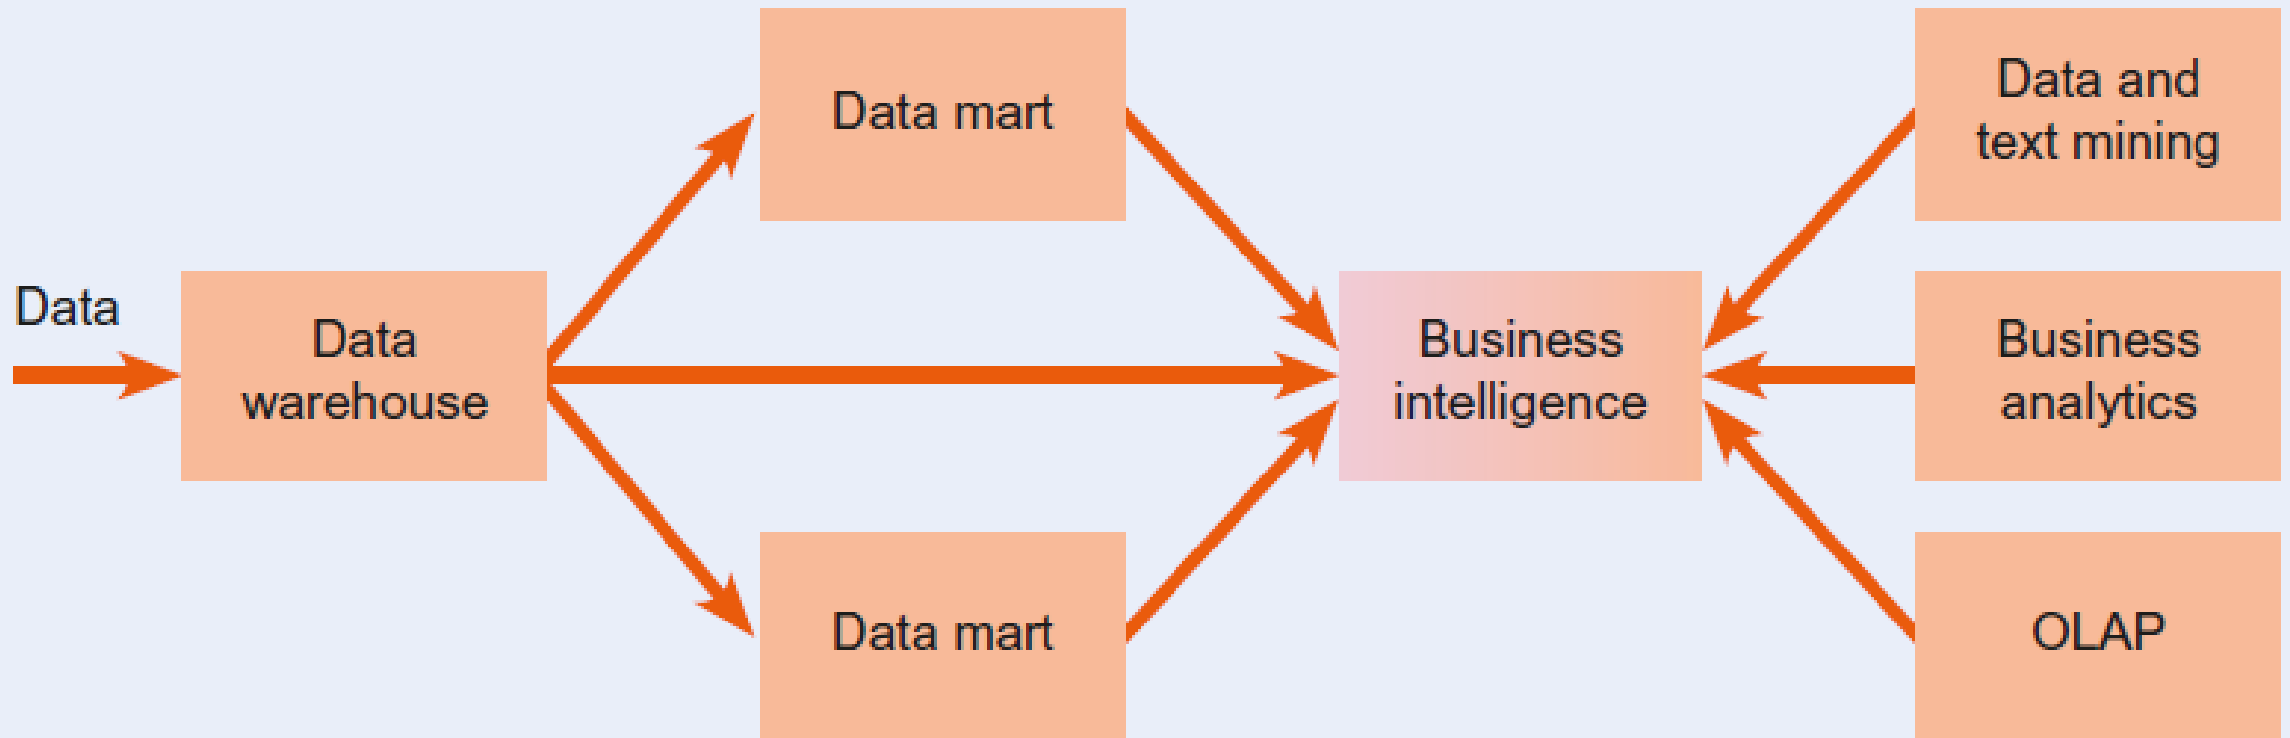 Data
Data
warehouse
Data mart
Data mart
Business
intelligence
Data and
text mining
Business
analytics
OLAP